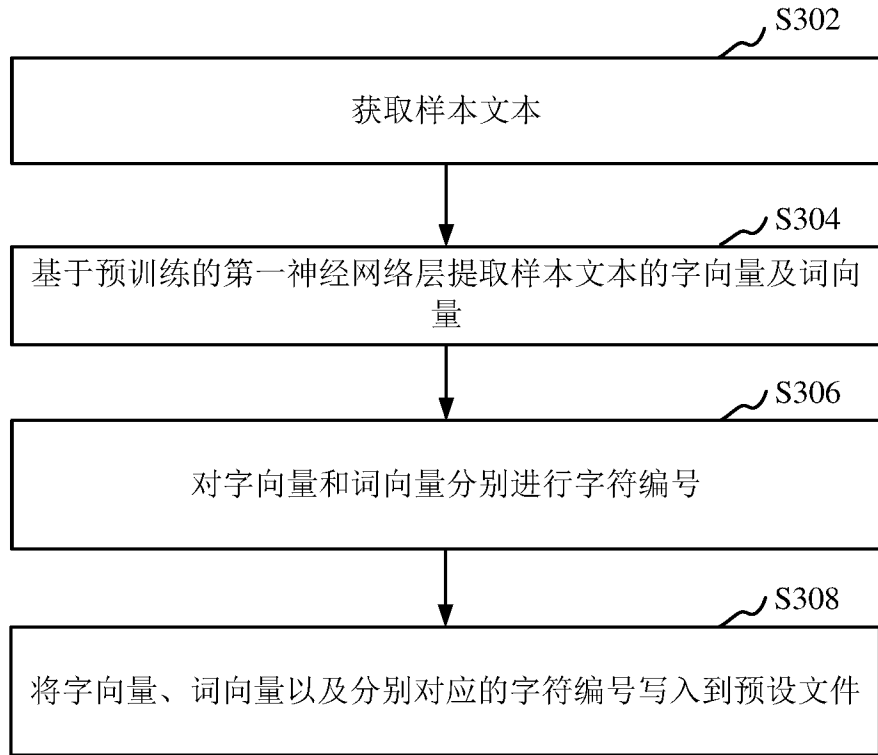 S302
获取样本文本
S304
基于预训练的第一神经网络层提取样本文本的字向量及词向
量
S306
对字向量和词向量分别进行字符编号
S308
将字向量、词向量以及分别对应的字符编号写入到预设文件